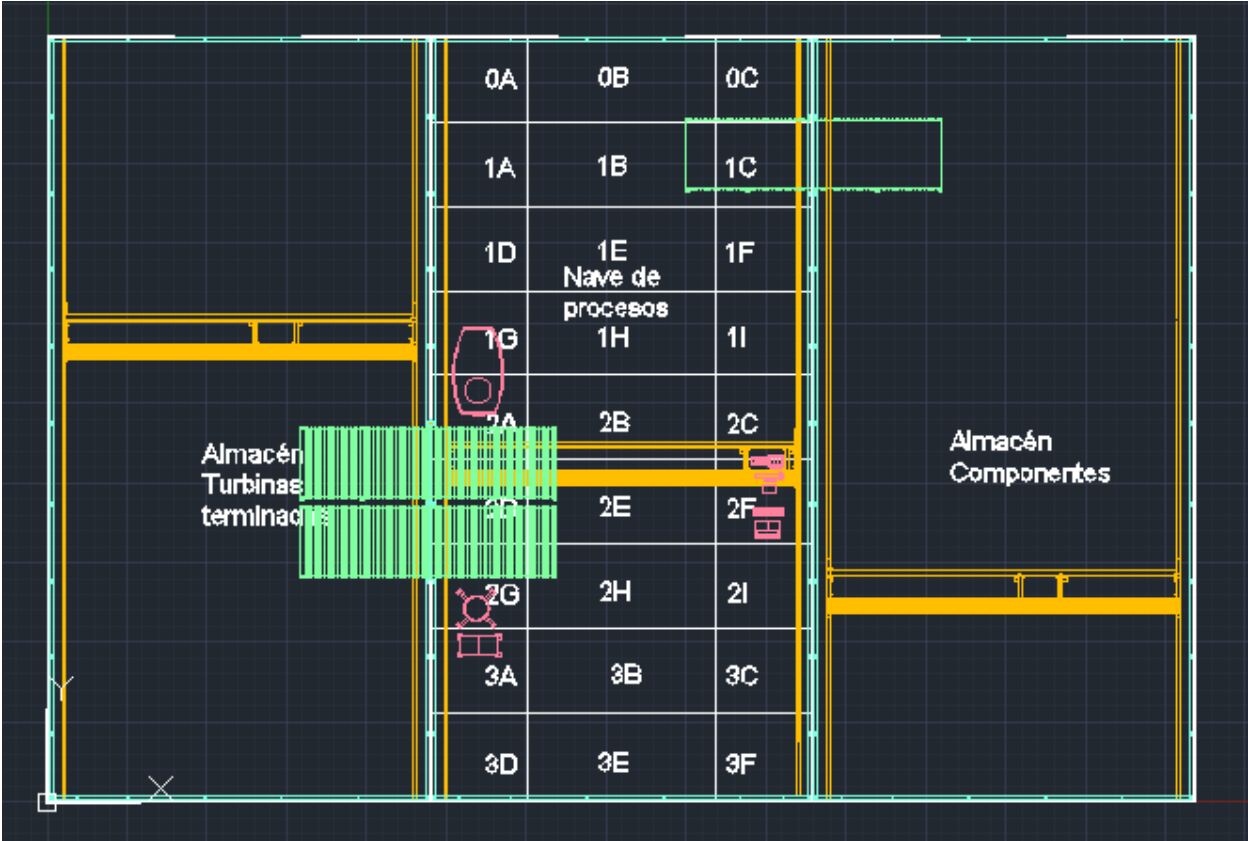 0A 0B 0C
1A 1B 1C
1D 1E 1F
Nave de
procesos
1G 1H 1I
2A 2B 2C
Almacén
Turbinas
terminadas
Almacén
Componentes
2D 2E 2F
2G 2H 2I
3A 3B 3C
3D 3E 3F
Y
X